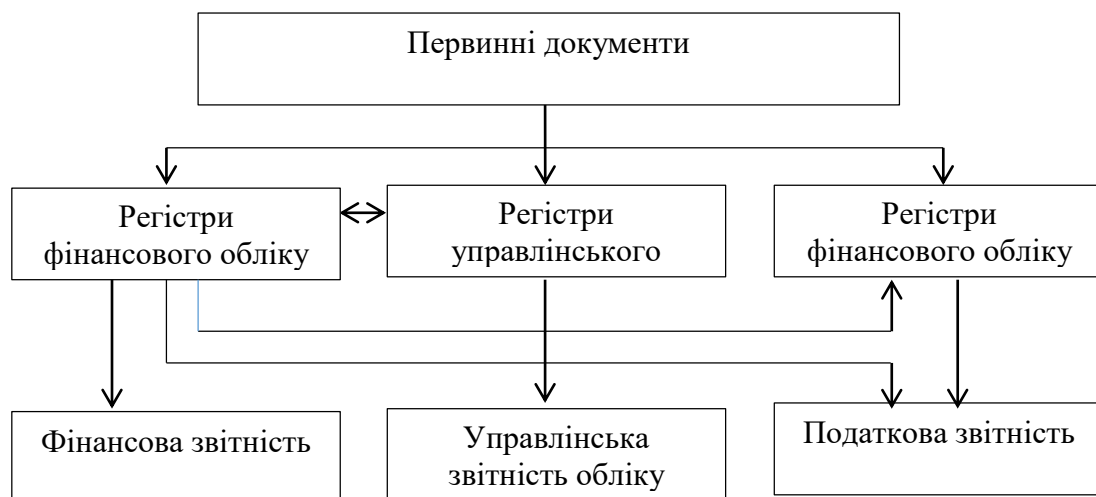 Первинні документи
Регістри
фінансового обліку
Регістри
управлінського
Регістри
фінансового обліку
Фінансова звітність
Управлінська
звітність обліку
Податкова звітність